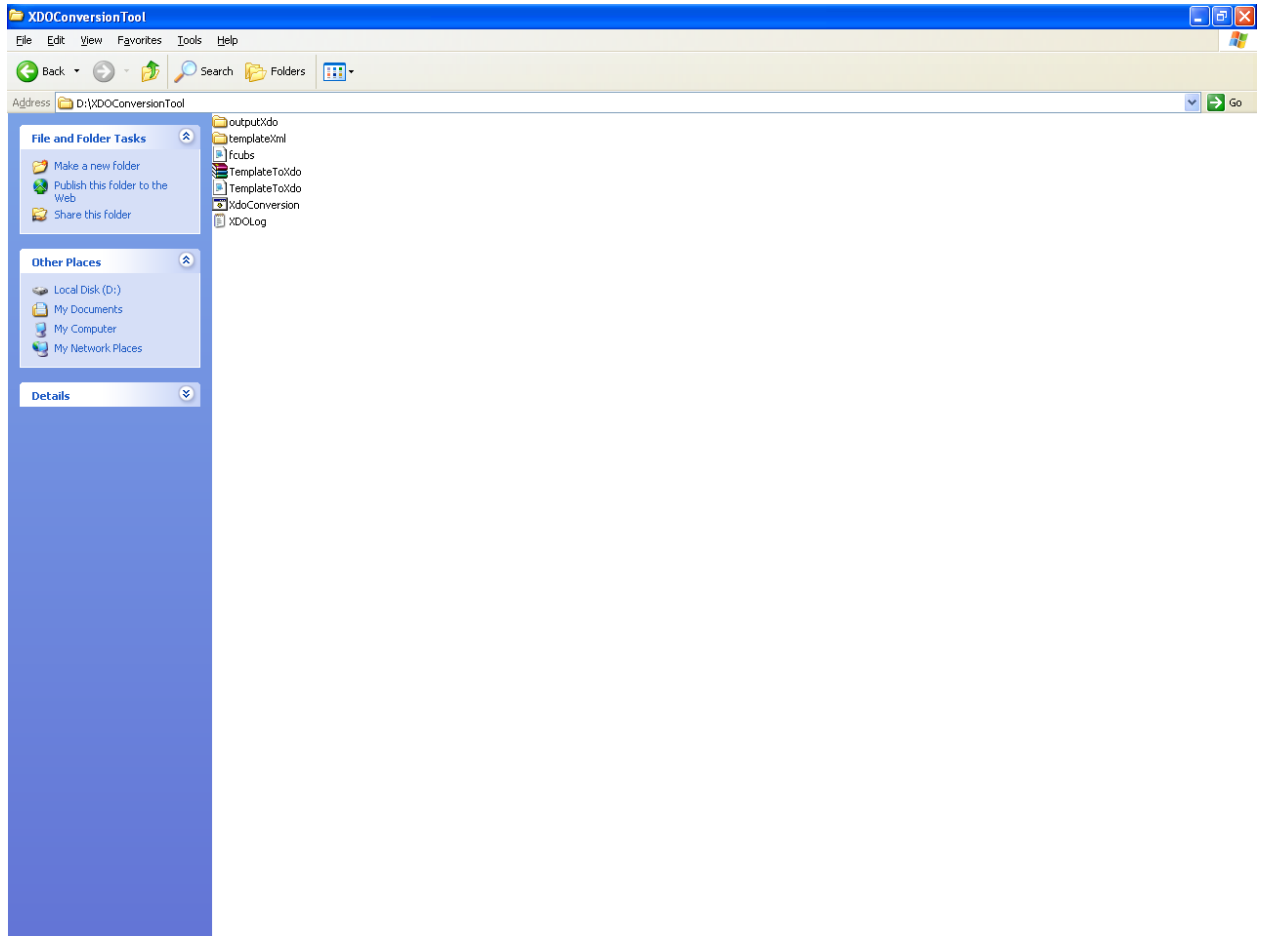 XDOConversionTool
File Edit View Favorites Tools Help
Back Search Folders
Address D:\XDOConversionTool Go
File and Folder Tasks
Make a new folder
Publish this folder to the
Web
Share this folder
Other Places
Local Disk (D:)
My Documents
My Computer
My Network Places
Details
outputXdo
templateXml
fcubs
TemplateToXdo
TemplateToXdo
XdoConversion
XDOLog